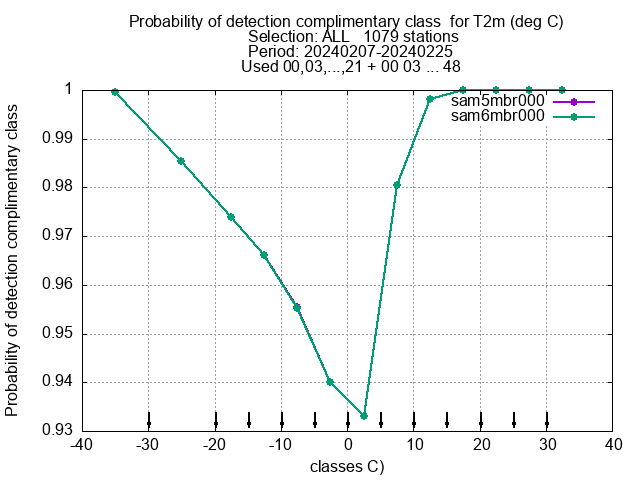 Probability of detection complimentary class  for T2m (deg C)
Selection: ALL   1079 stations
Period: 20240207-20240225
Used 00,03,...,21 + 00 03 ... 48
sam5mbr000
sam6mbr000
1
0.99
0.98
0.97
0.96
0.95
0.94
0.93
Probability of detection complimentary class
-40 -30 -20 -10 0 10 20 30 40
classes C)